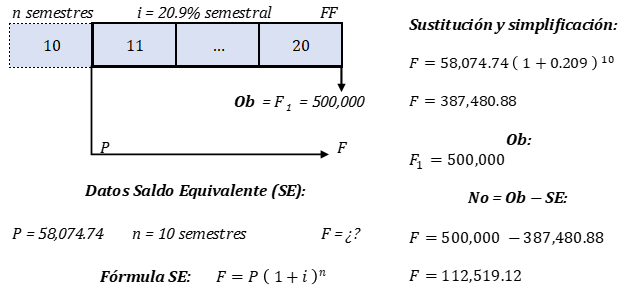 n semestres i = 20.9% semestral FF
10 11 ... 20
Ob = F₁ = 500,000
P F
Datos Saldo Equivalente (SE):
P = 58,074.74 n = 10 semestres F = ¿?
Fórmula SE: F = P ( 1 + i )ⁿ
Sustitución y simplificación:
F = 58,074.74 ( 1 + 0.209 ) ¹⁰
F = 387,480.88
Ob:
F₁ = 500,000
No = Ob − SE:
F = 500,000 − 387,480.88
F = 112,519.12